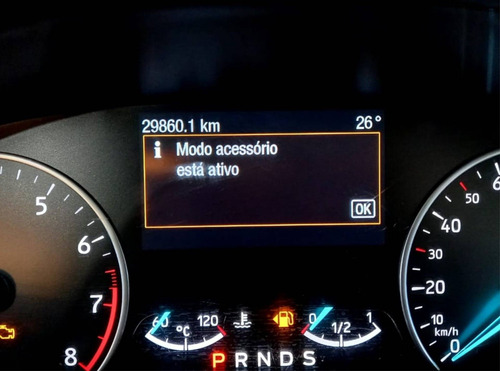 29860.1 km 26°
i Modo acessório
está ativo
OK
5
6
7
8
60 °C 120
0 1/2 1
P R N D S
60
50
40
30
20
10
0
km/h